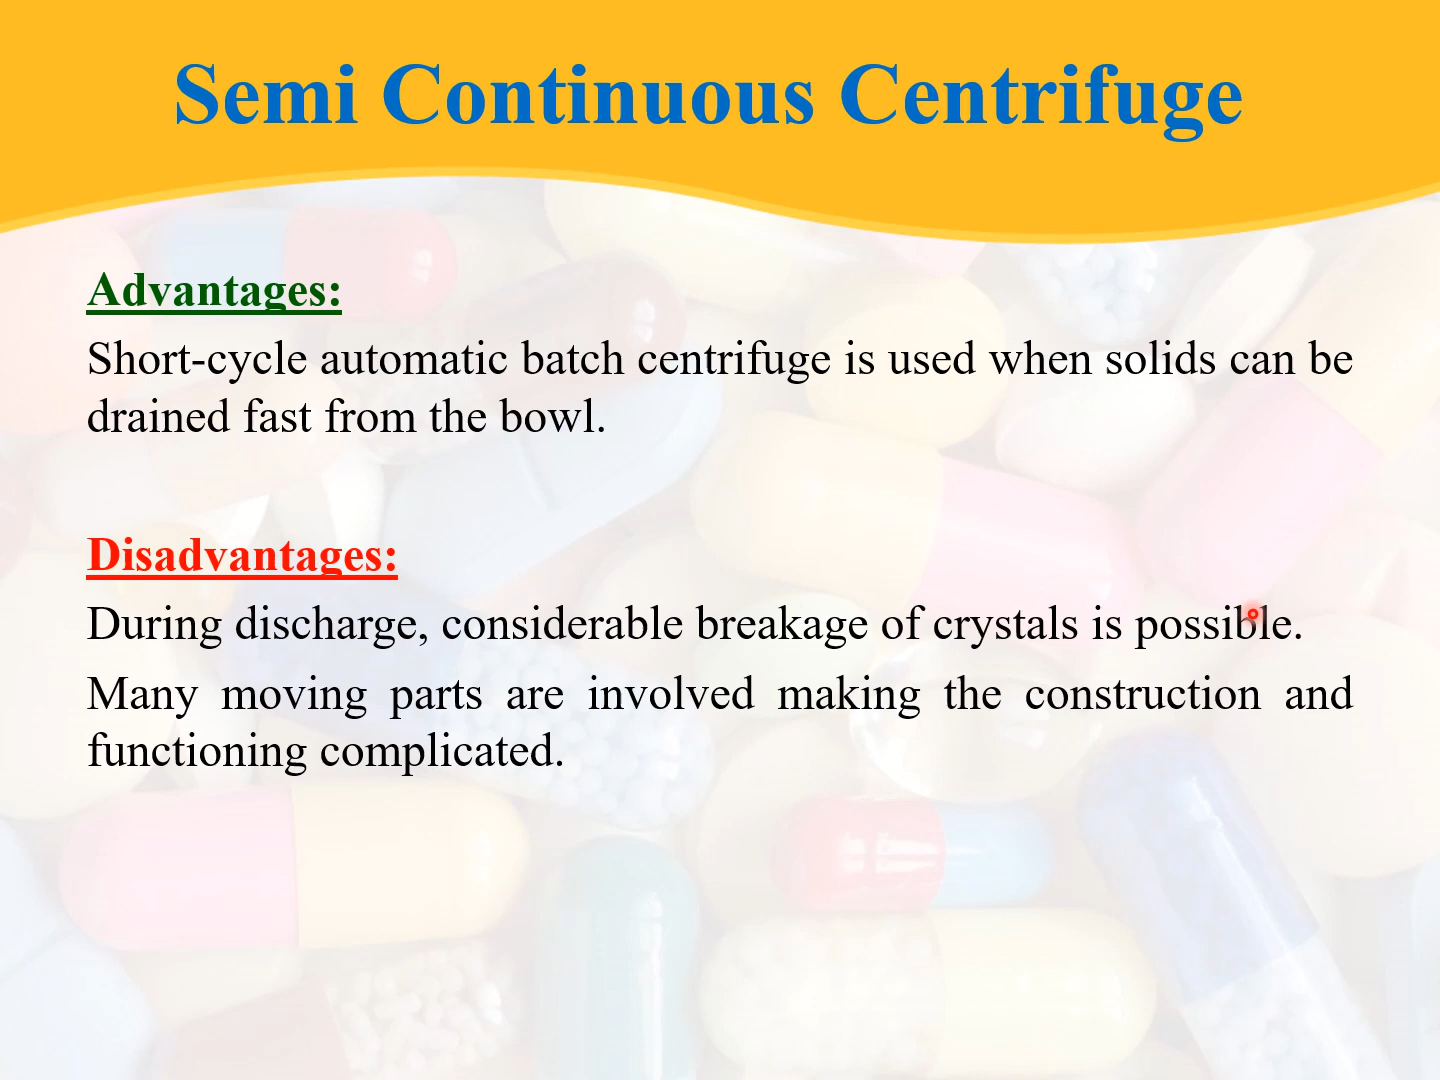 Semi Continuous Centrifuge
Advantages:
Short-cycle automatic batch centrifuge is used when solids can be
drained fast from the bowl.
Disadvantages:
During discharge, considerable breakage of crystals is possible.
Many moving parts are involved making the construction and
functioning complicated.